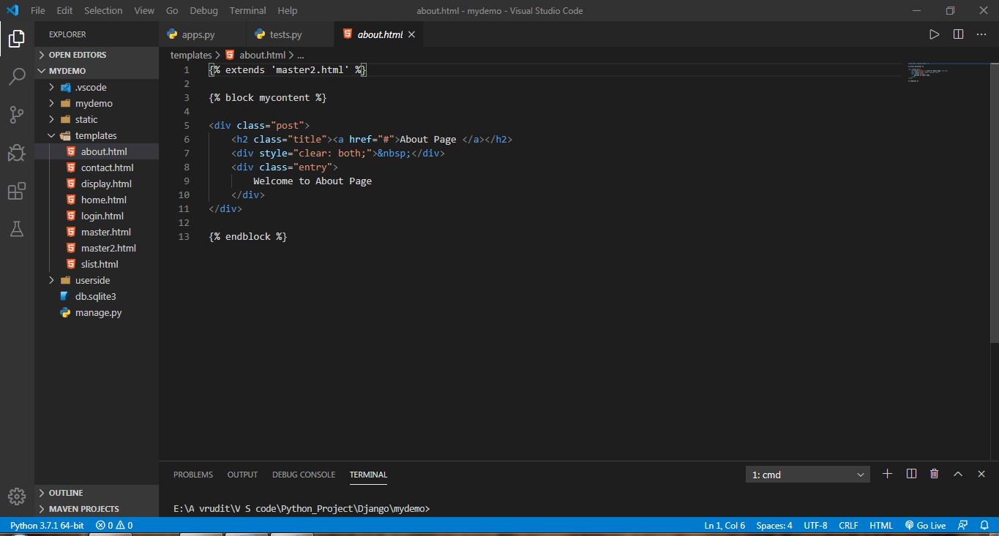 File Edit Selection View Go Debug Terminal Help about.html - mydemo - Visual Studio Code
EXPLORER
OPEN EDITORS
MYDEMO
.vscode
mydemo
static
templates
about.html
contact.html
display.html
home.html
login.html
master.html
master2.html
slist.html
userside
db.sqlite3
manage.py
OUTLINE
MAVEN PROJECTS
apps.py tests.py about.html
templates > about.html > ...
1 {% extends 'master2.html' %}
2
3 {% block mycontent %}
4
5 <div class="post">
6 <h2 class="title"><a href="#">About Page </a></h2>
7 <div style="clear: both;">&nbsp;</div>
8 <div class="entry">
9 Welcome to About Page
10 </div>
11 </div>
12
13 {% endblock %}
PROBLEMS OUTPUT DEBUG CONSOLE TERMINAL 1: cmd
E:\A vrudit\V S code\Python_Project\Django\mydemo>
Python 3.7.1 64-bit 0 0 Ln 1, Col 6 Spaces: 4 UTF-8 CRLF HTML Go Live